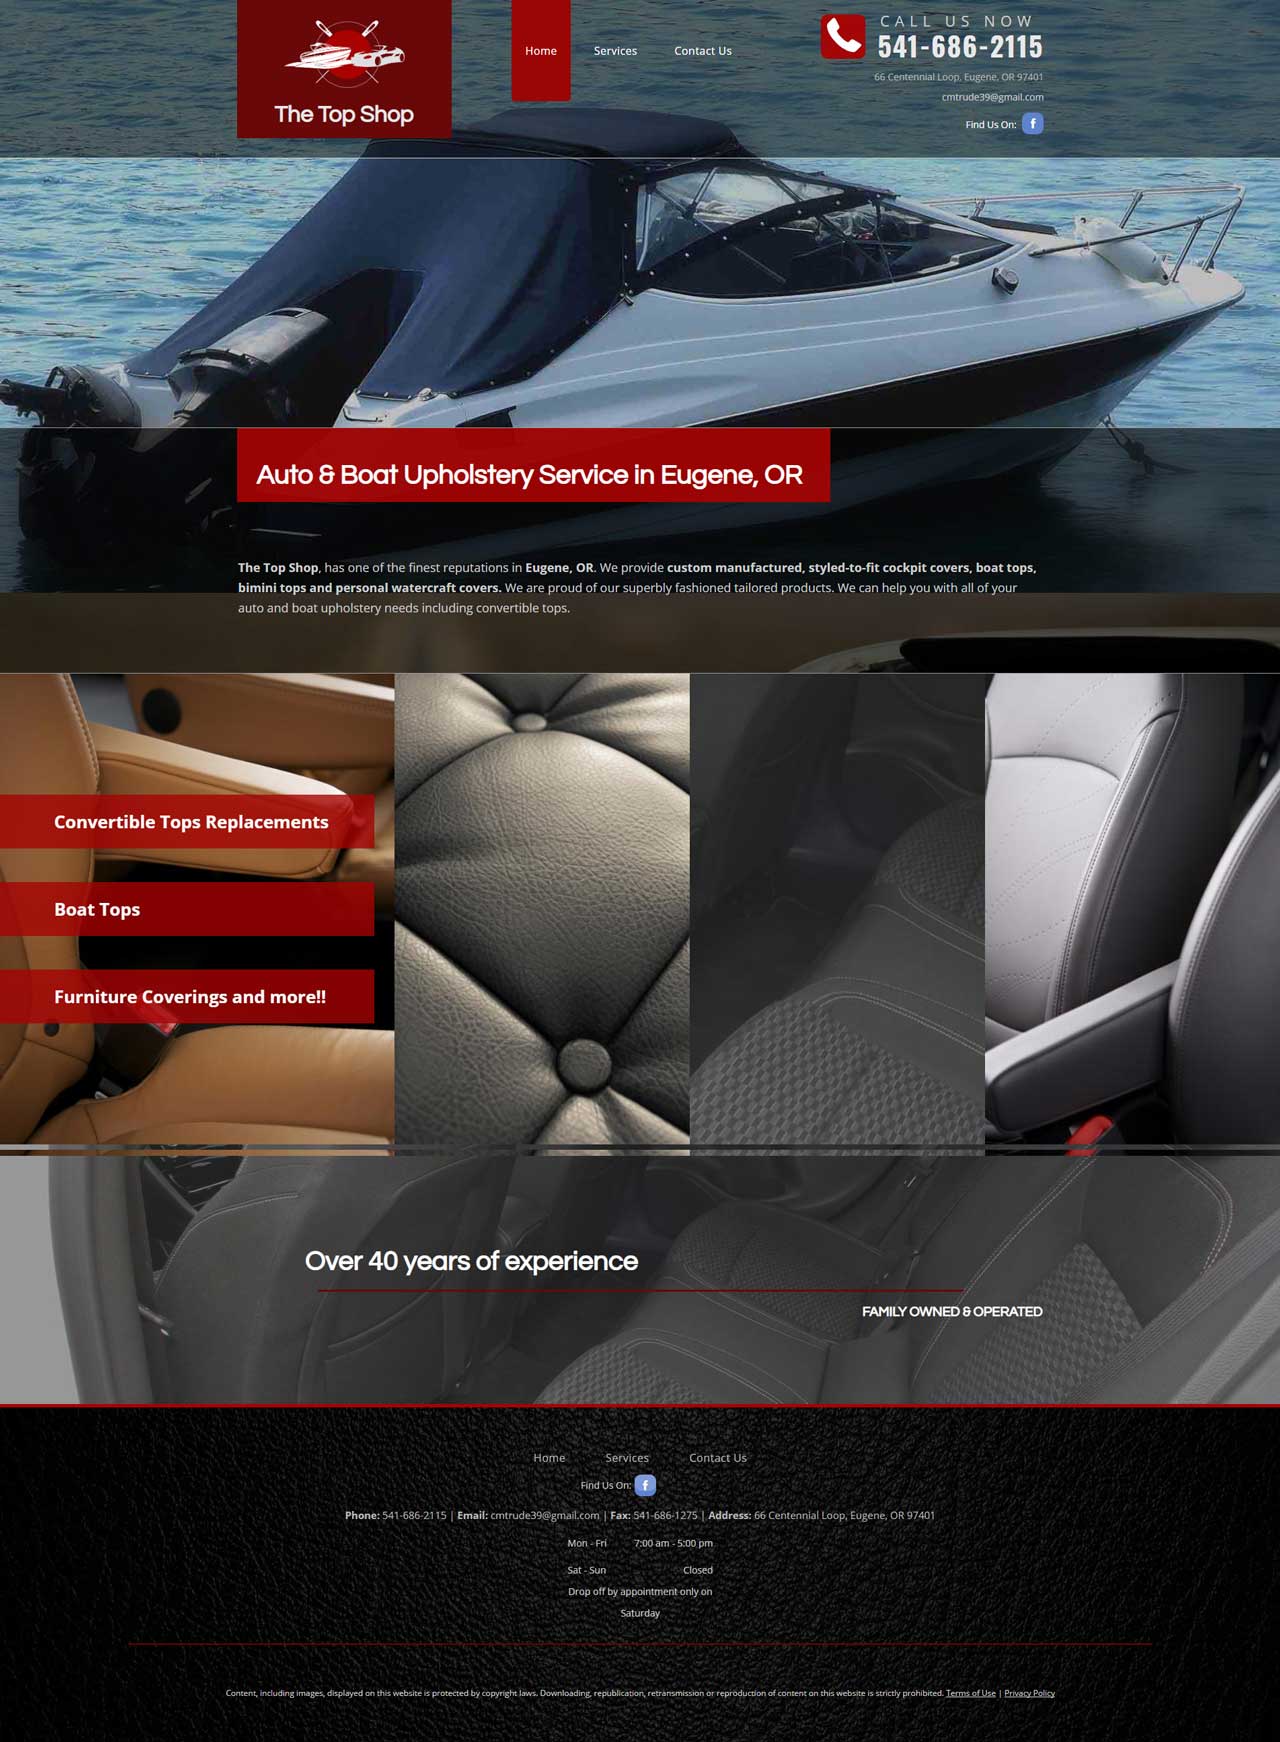 The Top Shop
Home
Services
Contact Us
CALL US NOW
541-686-2115
66 Centennial Loop, Eugene, OR 97401
cmtrude39@gmail.com
Find Us On:
Auto & Boat Upholstery Service in Eugene, OR
The Top Shop, has one of the finest reputations in Eugene, OR. We provide custom manufactured, styled-to-fit cockpit covers, boat tops,
bimini tops and personal watercraft covers. We are proud of our superbly fashioned tailored products. We can help you with all of your
auto and boat upholstery needs including convertible tops.
Convertible Tops Replacements
Boat Tops
Furniture Coverings and more!!
Over 40 years of experience
FAMILY OWNED & OPERATED
Home Services Contact Us
Find Us On:
Phone: 541-686-2115 | Email: cmtrude39@gmail.com | Fax: 541-686-1275 | Address: 66 Centennial Loop, Eugene, OR 97401
Mon - Fri 7:00 am - 5:00 pm
Sat - Sun Closed
Drop off by appointment only on
Saturday
Content, including images, displayed on this website is protected by copyright laws. Downloading, republication, retransmission or reproduction of content on this website is strictly prohibited. Terms of Use | Privacy Policy